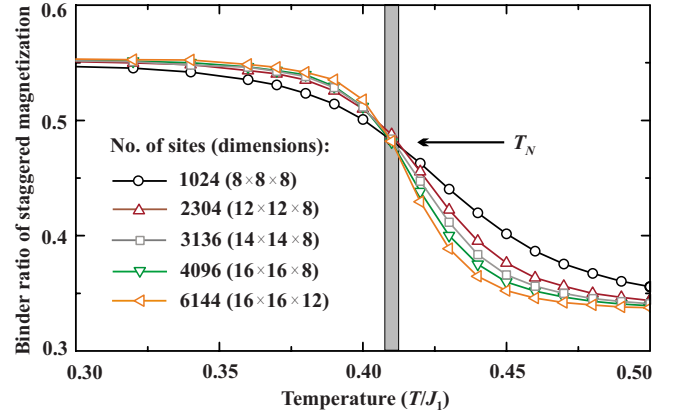 Binder ratio of staggered magnetization
0.6
0.5
0.4
0.3
T_N
No. of sites (dimensions):
1024 (8×8×8)
2304 (12×12×8)
3136 (14×14×8)
4096 (16×16×8)
6144 (16×16×12)
0.30 0.35 0.40 0.45 0.50
Temperature (T/J₁)